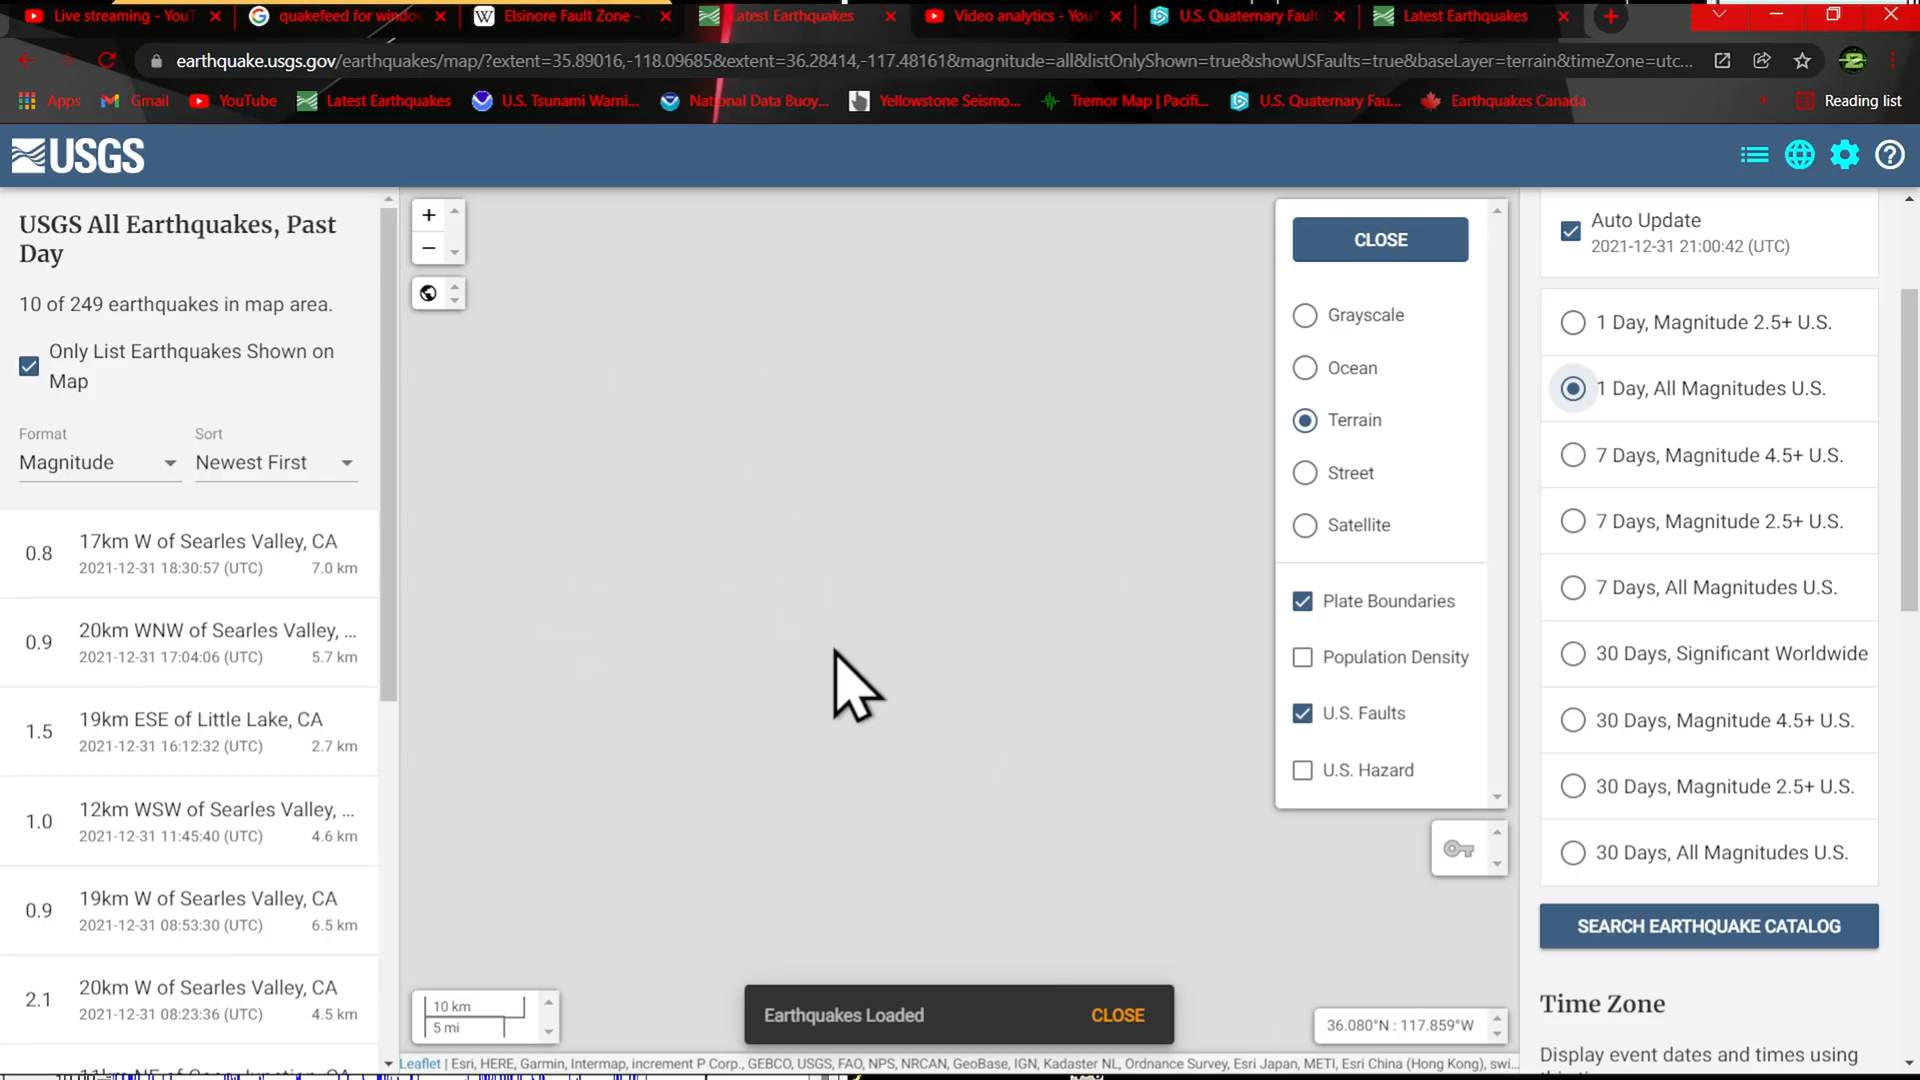 Live streaming - YouT
quakefeed for windo
Elsinore Fault Zone -
Latest Earthquakes
Video analytics - YouT
U.S. Quaternary Fault
Latest Earthquakes
earthquake.usgs.gov/earthquakes/map/?extent=35.89016,-118.09685&extent=36.28414,-117.48161&magnitude=all&listOnlyShown=true&showUSFaults=true&baseLayer=terrain&timeZone=utc...
Apps
Gmail
YouTube
Latest Earthquakes
U.S. Tsunami Warni...
National Data Buoy...
Yellowstone Seismo...
Tremor Map | Pacifi...
U.S. Quaternary Fau...
Earthquakes Canada
Reading list
USGS
USGS All Earthquakes, Past
Day
10 of 249 earthquakes in map area.
Only List Earthquakes Shown on
Map
Format
Sort
Magnitude
Newest First
0.8
17km W of Searles Valley, CA
2021-12-31 18:30:57 (UTC)
7.0 km
0.9
20km WNW of Searles Valley, ...
2021-12-31 17:04:06 (UTC)
5.7 km
1.5
19km ESE of Little Lake, CA
2021-12-31 16:12:32 (UTC)
2.7 km
1.0
12km WSW of Searles Valley, ...
2021-12-31 11:45:40 (UTC)
4.6 km
0.9
19km W of Searles Valley, CA
2021-12-31 08:53:30 (UTC)
6.5 km
2.1
20km W of Searles Valley, CA
2021-12-31 08:23:36 (UTC)
4.5 km
+
−
10 km
5 mi
Earthquakes Loaded
CLOSE
36.080°N : 117.859°W
Leaflet | Esri, HERE, Garmin, Intermap, increment P Corp., GEBCO, USGS, FAO, NPS, NRCAN, GeoBase, IGN, Kadaster NL, Ordnance Survey, Esri Japan, METI, Esri China (Hong Kong), swi...
CLOSE
Grayscale
Ocean
Terrain
Street
Satellite
Plate Boundaries
Population Density
U.S. Faults
U.S. Hazard
Auto Update
2021-12-31 21:00:42 (UTC)
1 Day, Magnitude 2.5+ U.S.
1 Day, All Magnitudes U.S.
7 Days, Magnitude 4.5+ U.S.
7 Days, Magnitude 2.5+ U.S.
7 Days, All Magnitudes U.S.
30 Days, Significant Worldwide
30 Days, Magnitude 4.5+ U.S.
30 Days, Magnitude 2.5+ U.S.
30 Days, All Magnitudes U.S.
SEARCH EARTHQUAKE CATALOG
Time Zone
Display event dates and times using